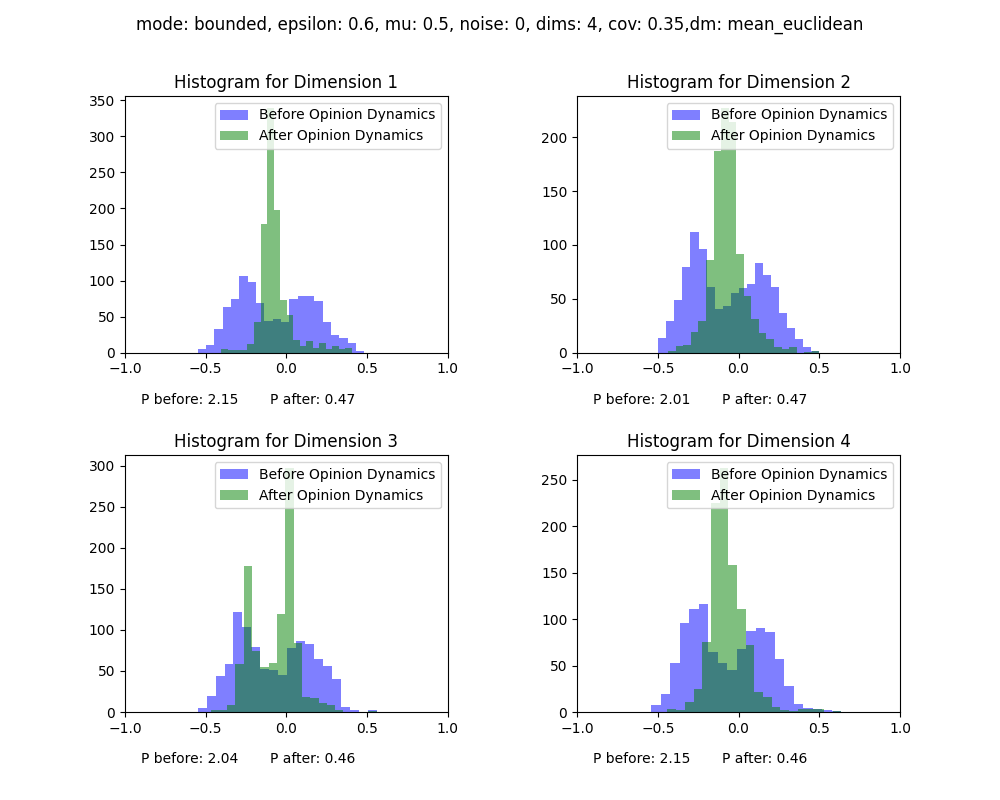 mode: bounded, epsilon: 0.6, mu: 0.5, noise: 0, dims: 4, cov: 0.35,dm: mean_euclidean
Histogram for Dimension 1
Before Opinion Dynamics
After Opinion Dynamics
350
300
250
200
150
100
50
0
−1.0 −0.5 0.0 0.5 1.0
P before: 2.15 P after: 0.47
Histogram for Dimension 2
Before Opinion Dynamics
After Opinion Dynamics
200
150
100
50
0
−1.0 −0.5 0.0 0.5 1.0
P before: 2.01 P after: 0.47
Histogram for Dimension 3
Before Opinion Dynamics
After Opinion Dynamics
300
250
200
150
100
50
0
−1.0 −0.5 0.0 0.5 1.0
P before: 2.04 P after: 0.46
Histogram for Dimension 4
Before Opinion Dynamics
After Opinion Dynamics
250
200
150
100
50
0
−1.0 −0.5 0.0 0.5 1.0
P before: 2.15 P after: 0.46